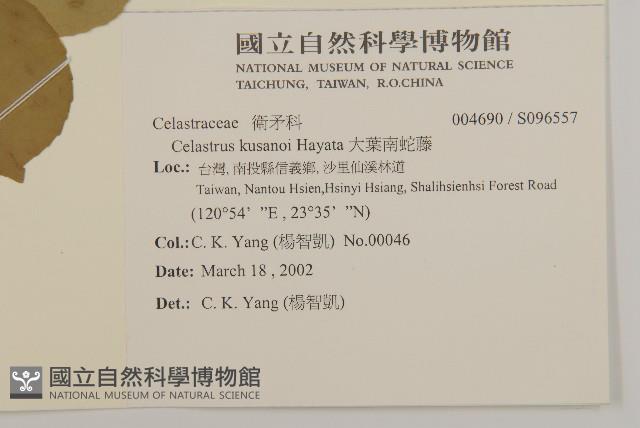 國立自然科學博物館
NATIONAL MUSEUM OF NATURAL SCIENCE
TAICHUNG, TAIWAN, R.O.CHINA
Celastraceae 衛矛科 004690 / S096557
Celastrus kusanoi Hayata 大葉南蛇藤
Loc.: 台灣, 南投縣信義鄉, 沙里仙溪林道
Taiwan, Nantou Hsien,Hsinyi Hsiang, Shalihsienhsi Forest Road
(120°54’ ”E , 23°35’ ”N)
Col.: C. K. Yang (楊智凱) No.00046
Date: March 18 , 2002
Det.: C. K. Yang (楊智凱)
國立自然科學博物館
NATIONAL MUSEUM OF NATURAL SCIENCE